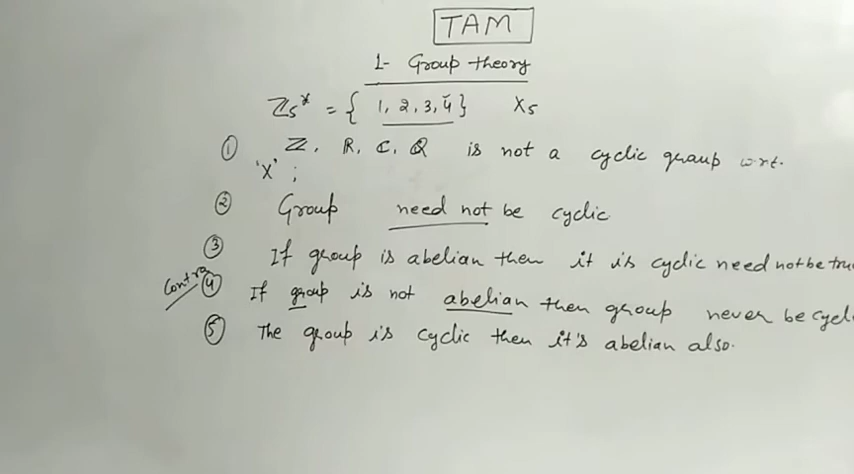 TAM
1- Group theory
Z5* = { 1, 2, 3, 4 } X5
① Z, R, C, Q is not a cyclic group w.r.t.
'X' ;
② Group need not be cyclic
③ If group is abelian then it is cyclic need not be true
Contra
④ If group is not abelian then group never be cycli
⑤ The group is cyclic then it's abelian also.